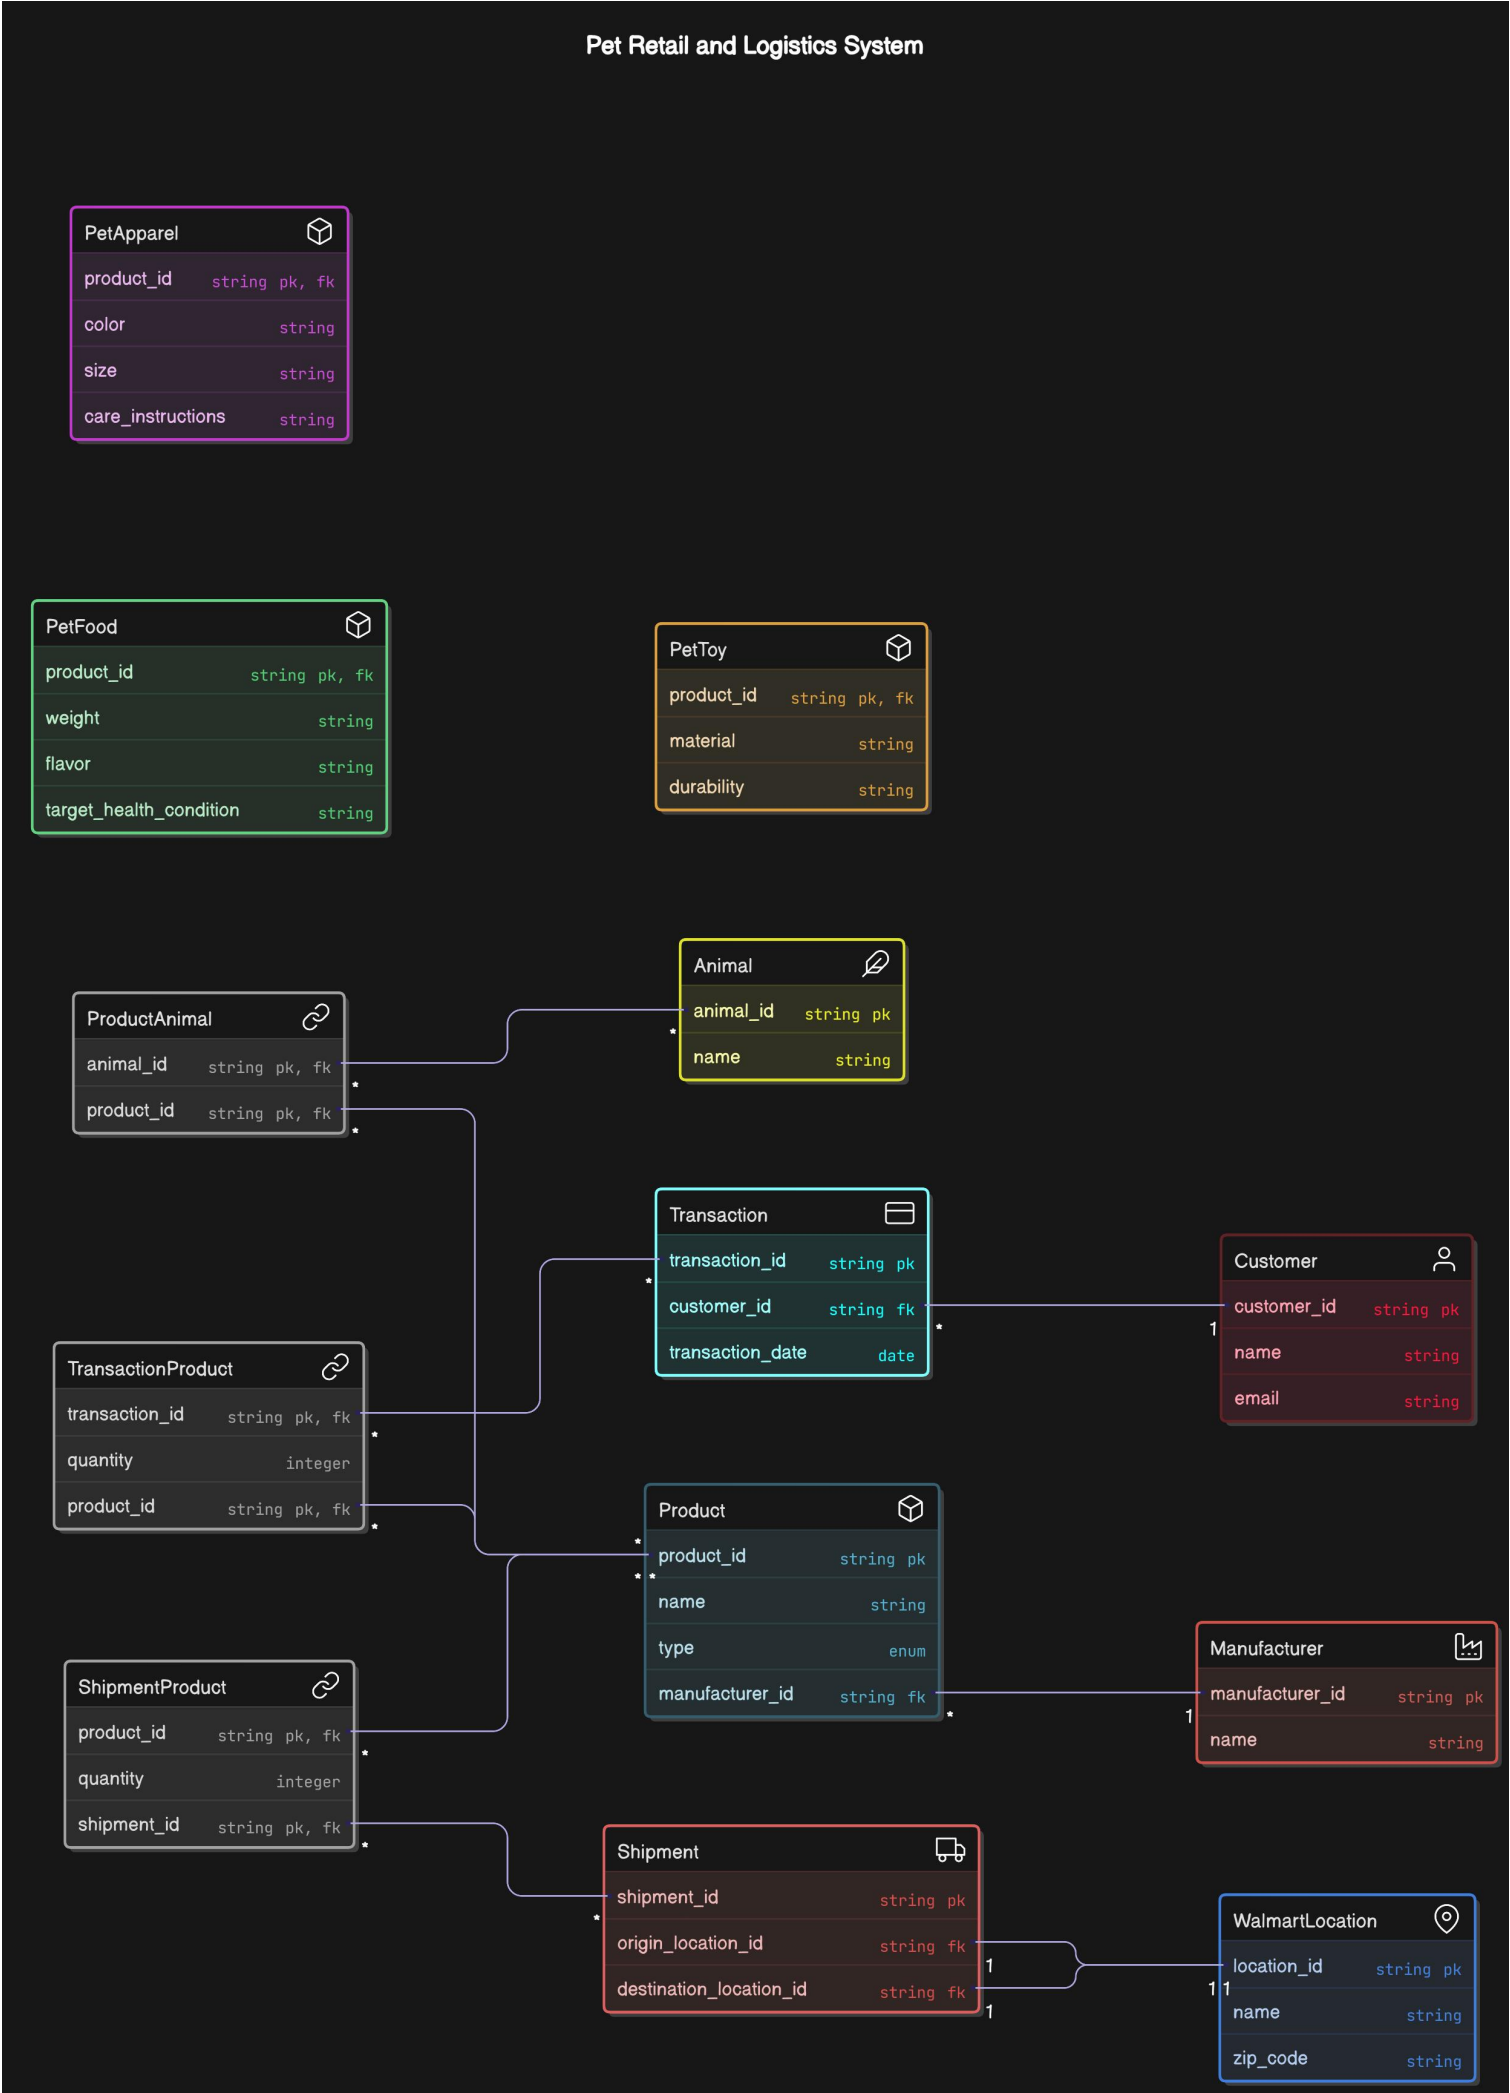 Pet Retail and Logistics System
PetApparel
product_id string pk, fk
color string
size string
care_instructions string
PetFood
product_id string pk, fk
weight string
flavor string
target_health_condition string
PetToy
product_id string pk, fk
material string
durability string
Animal
animal_id string pk
*
name string
ProductAnimal
animal_id string pk, fk
*
product_id string pk, fk
*
Transaction
transaction_id string pk
*
customer_id string fk
*
transaction_date date
Customer
customer_id string pk
1
name string
email string
TransactionProduct
transaction_id string pk, fk
*
quantity integer
product_id string pk, fk
*
Product
*
product_id string pk
* *
name string
type enum
manufacturer_id string fk
*
Manufacturer
manufacturer_id string pk
1
name string
ShipmentProduct
product_id string pk, fk
*
quantity integer
shipment_id string pk, fk
*
Shipment
shipment_id string pk
*
origin_location_id string fk
1
destination_location_id string fk
1
WalmartLocation
location_id string pk
1 1
name string
zip_code string